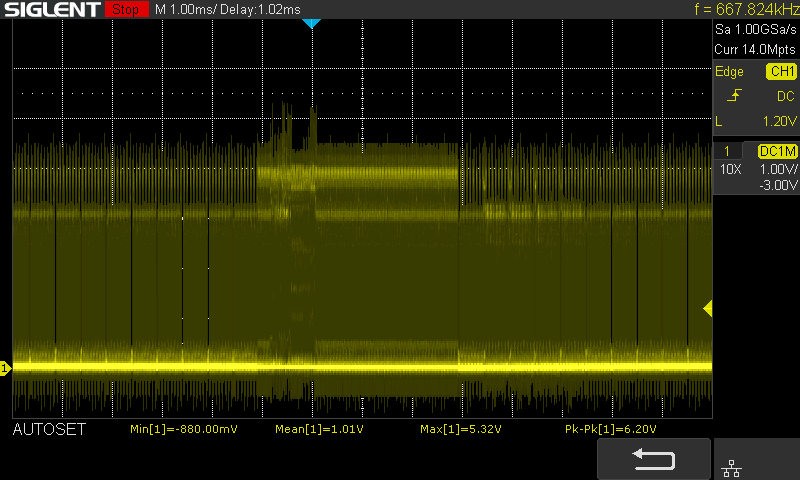 SIGLENT Stop M 1.00ms/ Delay:1.02ms f = 667.824kHz
Sa 1.00GSa/s
Curr 14.0Mpts
Edge CH1
DC
L 1.20V
1 DC1M
10X 1.00V/
-3.00V
1
AUTOSET Min[1]=-880.00mV Mean[1]=1.01V Max[1]=5.32V Pk-Pk[1]=6.20V